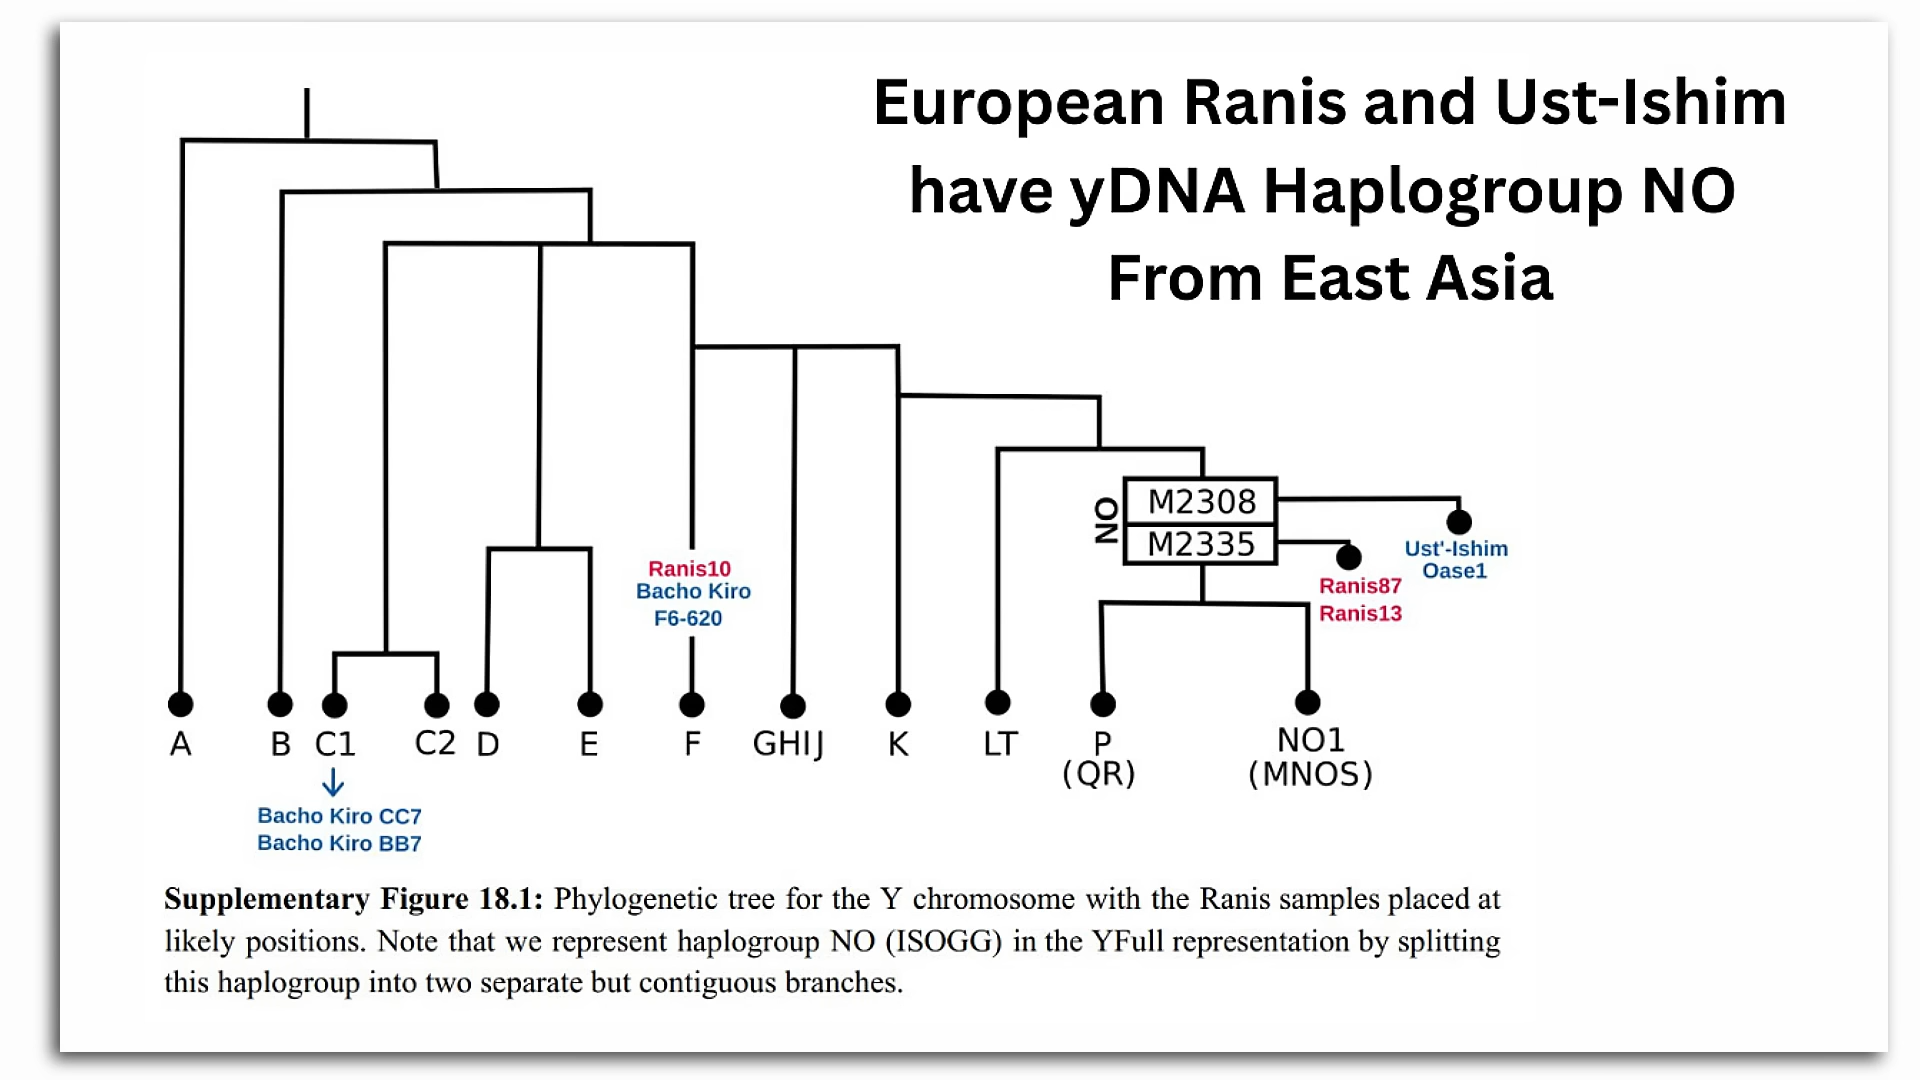 European Ranis and Ust-Ishim
have yDNA Haplogroup NO
From East Asia
NO
M2308
M2335
Ust'-Ishim
Oase1
Ranis87
Ranis13
Ranis10
Bacho Kiro
F6-620
A
B
C1
C2
D
E
F
GHIJ
K
LT
P
(QR)
NO1
(MNOS)
Bacho Kiro CC7
Bacho Kiro BB7
Supplementary Figure 18.1: Phylogenetic tree for the Y chromosome with the Ranis samples placed at
likely positions. Note that we represent haplogroup NO (ISOGG) in the YFull representation by splitting
this haplogroup into two separate but contiguous branches.